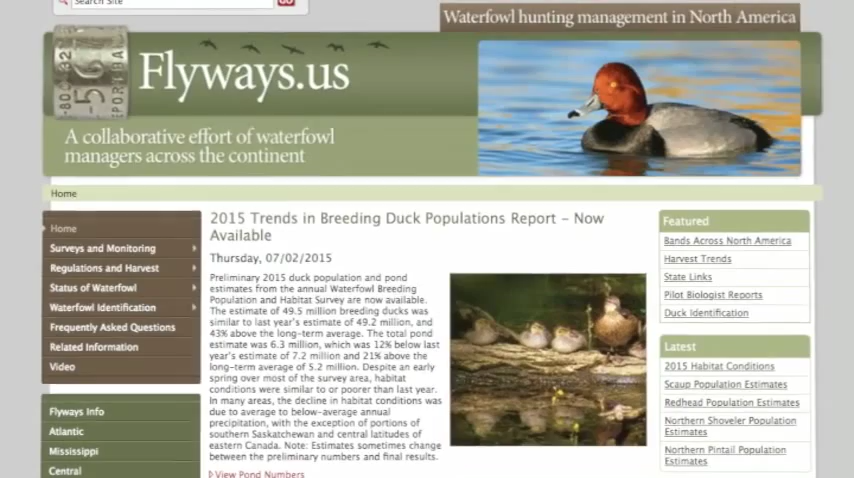 Search Site
GO
Waterfowl hunting management in North America
Flyways.us
A collaborative effort of waterfowl
managers across the continent
Home
Home
Surveys and Monitoring
Regulations and Harvest
Status of Waterfowl
Waterfowl Identification
Frequently Asked Questions
Related Information
Video
Flyways Info
Atlantic
Mississippi
Central
2015 Trends in Breeding Duck Populations Report – Now
Available
Thursday, 07/02/2015
Preliminary 2015 duck population and pond
estimates from the annual Waterfowl Breeding
Population and Habitat Survey are now available.
The estimate of 49.5 million breeding ducks was
similar to last year's estimate of 49.2 million, and
43% above the long-term average. The total pond
estimate was 6.3 million, which was 12% below last
year's estimate of 7.2 million and 21% above the
long-term average of 5.2 million. Despite an early
spring over most of the survey area, habitat
conditions were similar to or poorer than last year.
In many areas, the decline in habitat conditions was
due to average to below-average annual
precipitation, with the exception of portions of
southern Saskatchewan and central latitudes of
eastern Canada. Note: Estimates sometimes change
between the preliminary numbers and final results.
View Pond Numbers
Featured
Bands Across North America
Harvest Trends
State Links
Pilot Biologist Reports
Duck Identification
Latest
2015 Habitat Conditions
Scaup Population Estimates
Redhead Population Estimates
Northern Shoveler Population
Estimates
Northern Pintail Population
Estimates